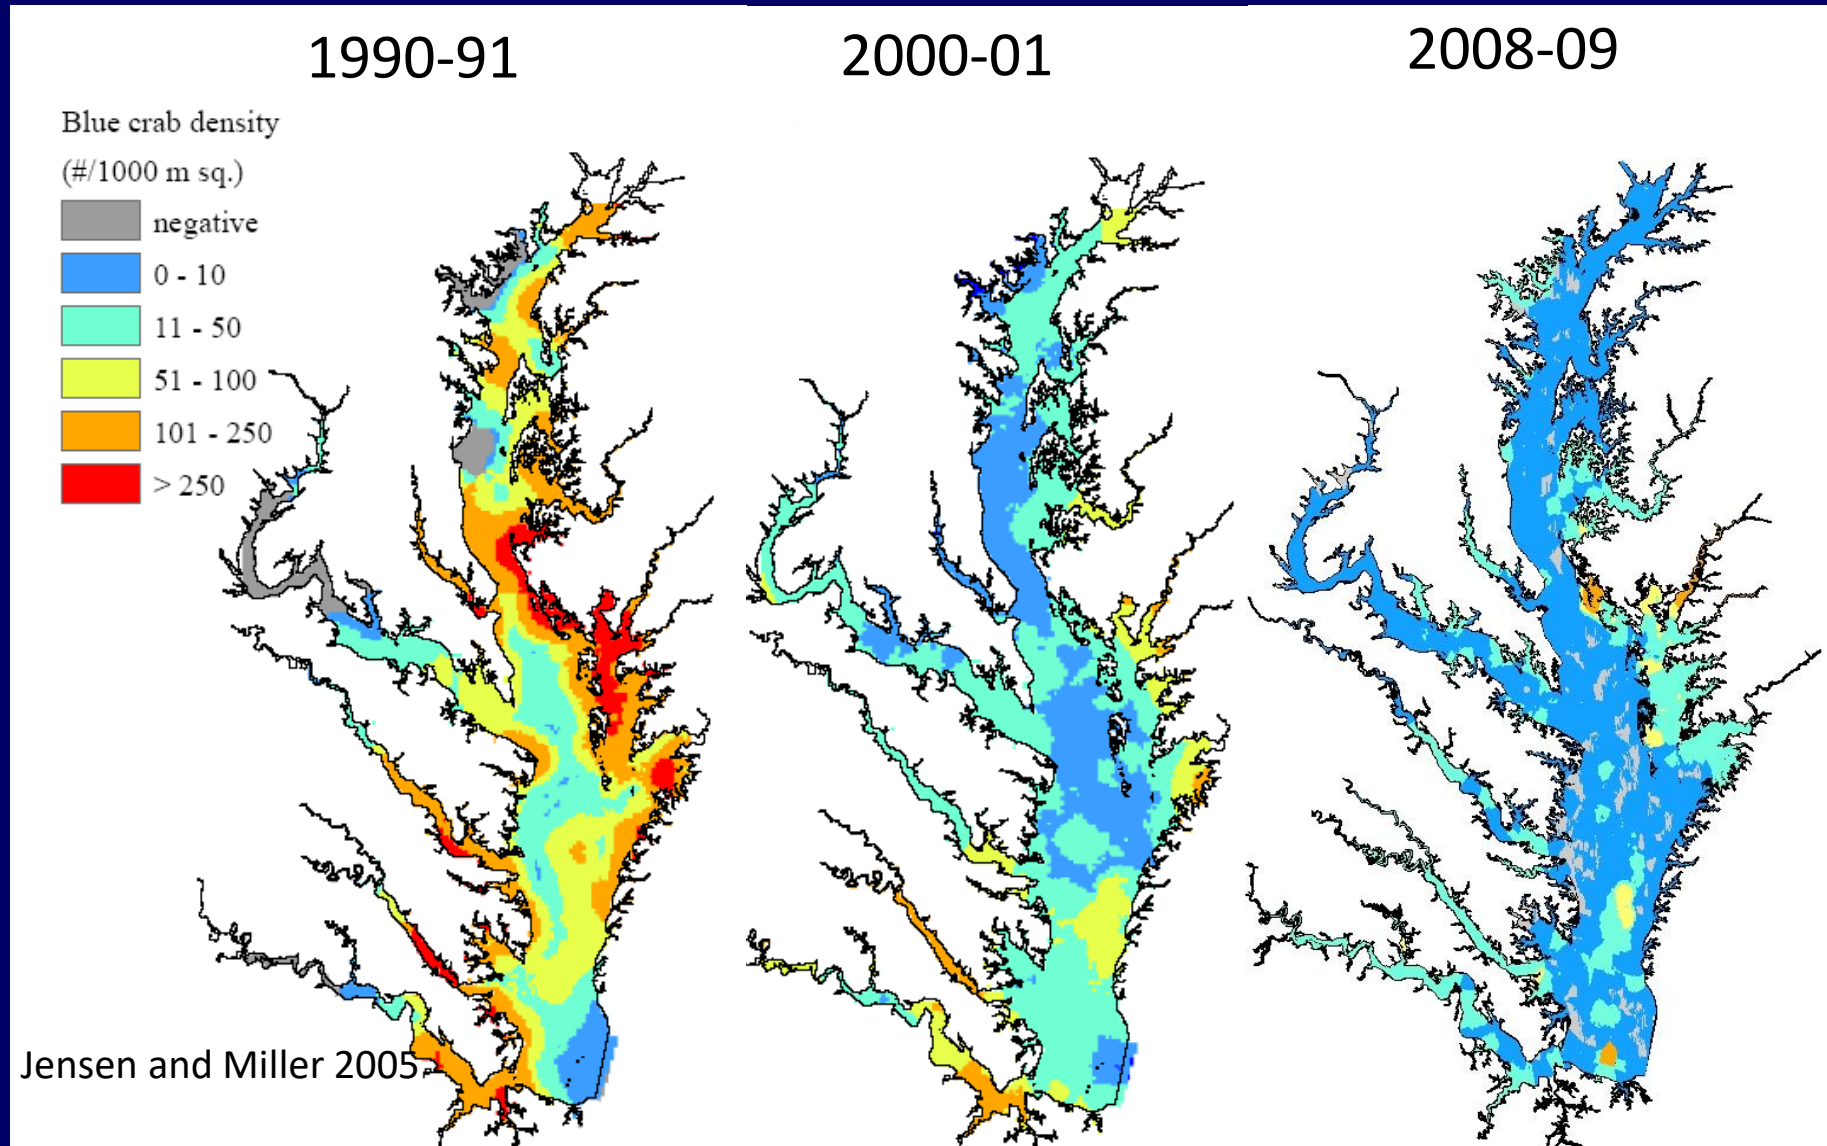 1990-91
2000-01
2008-09
Blue crab density
(#/1000 m sq.)
negative
0 - 10
11 - 50
51 - 100
101 - 250
> 250
Jensen and Miller 2005